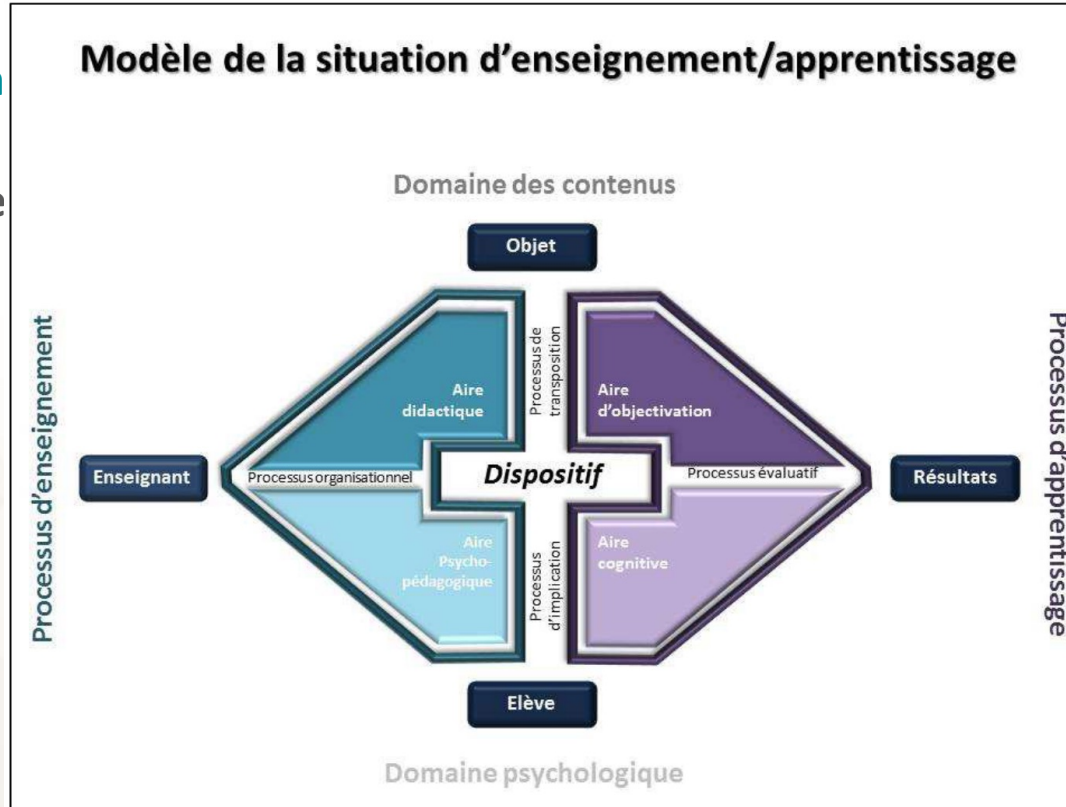 Modèle de la situation d'enseignement/apprentissage
Domaine des contenus
Objet
Processus d'enseignement
Processus de
transposition
Aire
didactique
Aire
d'objectivation
Enseignant
Processus organisationnel
Dispositif
Processus évaluatif
Résultats
Processus d'apprentissage
Aire
Psycho-
pédagogique
Processus
d'implication
Aire
cognitive
Elève
Domaine psychologique